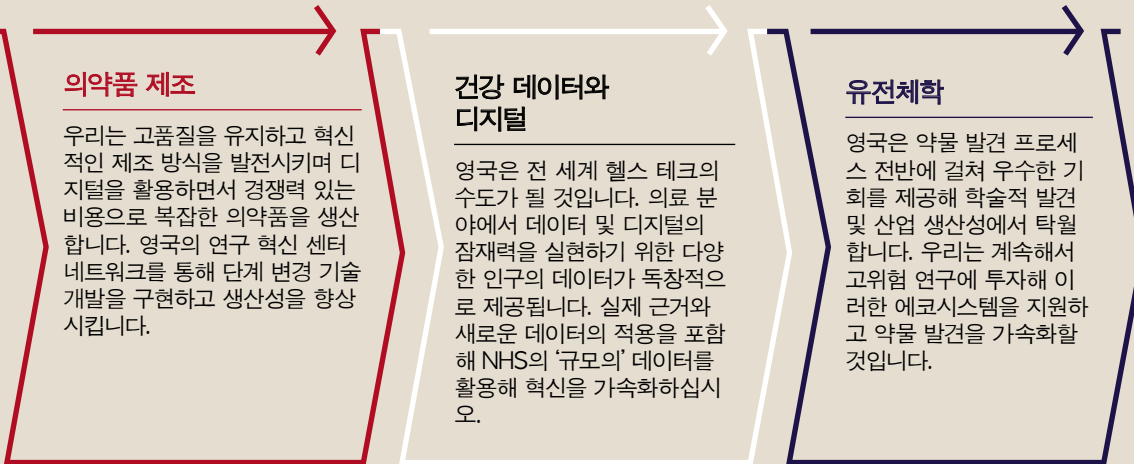 의약품 제조
우리는 고품질을 유지하고 혁신
적인 제조 방식을 발전시키며 디
지털을 활용하면서 경쟁력 있는
비용으로 복잡한 의약품을 생산
합니다. 영국의 연구 혁신 센터
네트워크를 통해 단계 변경 기술
개발을 구현하고 생산성을 향상
시킵니다.
건강 데이터와
디지털
영국은 전 세계 헬스 테크의
수도가 될 것입니다. 의료 분
야에서 데이터 및 디지털의
잠재력을 실현하기 위한 다양
한 인구의 데이터가 독창적으
로 제공됩니다. 실제 근거와
새로운 데이터의 적용을 포함
해 NHS의 ‘규모의’ 데이터를
활용해 혁신을 가속화하십시
오.
유전체학
영국은 약물 발견 프로세
스 전반에 걸쳐 우수한 기
회를 제공해 학술적 발견
및 산업 생산성에서 탁월
합니다. 우리는 계속해서
고위험 연구에 투자해 이
러한 에코시스템을 지원하
고 약물 발견을 가속화할
것입니다.